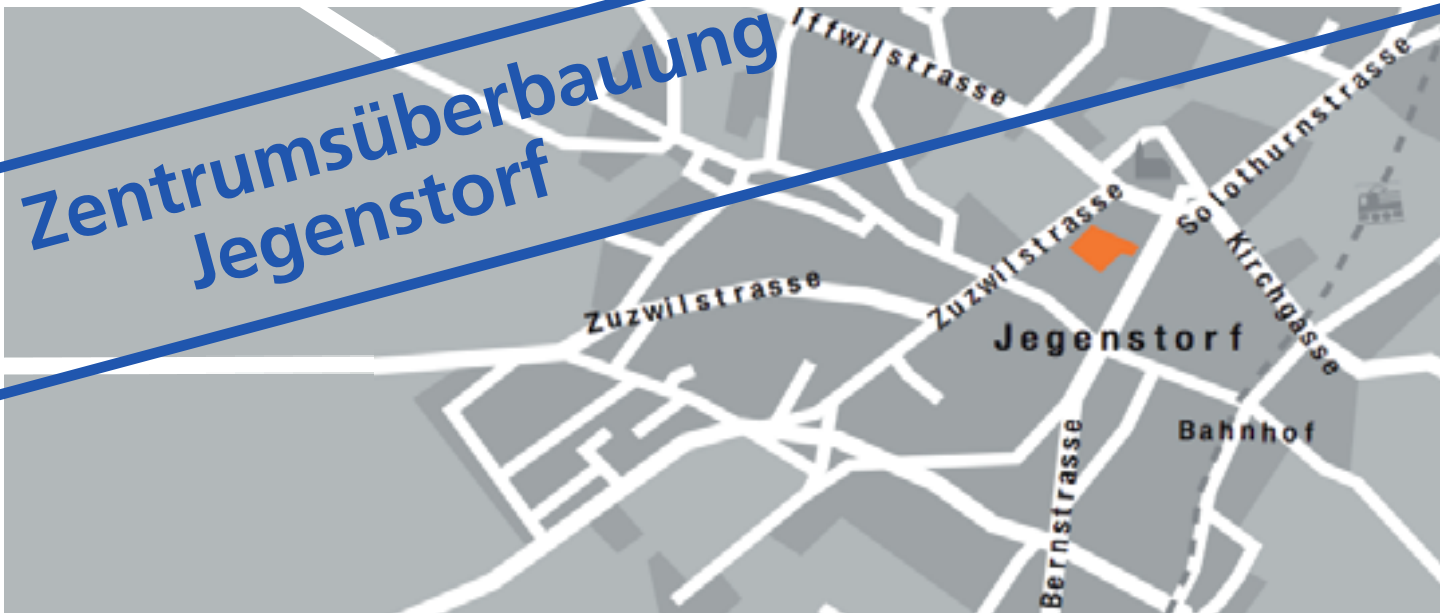 Zentrumsüberbauung
Jegenstorf
Iffwilstrasse
Solothurnstrasse
Zuzwilstrasse
Kirchgasse
Zuzwilstrasse
Jegenstorf
Bahnhof
Bernstrasse